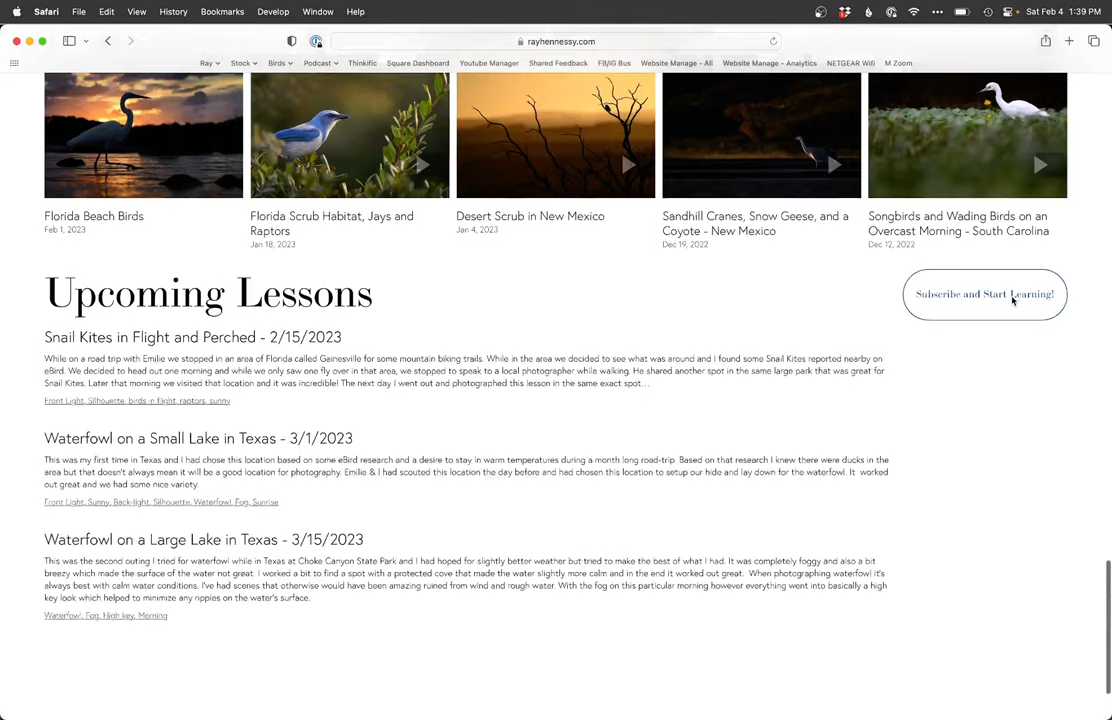 Safari File Edit View History Bookmarks Develop Window Help Sat Feb 4 1:39 PM
rayhennessy.com
Ray Stock Birds Podcast Thinkific Square Dashboard Youtube Manager Shared Feedback FB/IG Bus Website Manage - All Website Manage - Analytics NETGEAR Wifi M Zoom
Florida Beach Birds
Feb 1, 2023
Florida Scrub Habitat, Jays and
Raptors
Jan 18, 2023
Desert Scrub in New Mexico
Jan 4, 2023
Sandhill Cranes, Snow Geese, and a
Coyote - New Mexico
Dec 19, 2022
Songbirds and Wading Birds on an
Overcast Morning - South Carolina
Dec 12, 2022
Upcoming Lessons
Subscribe and Start Learning!
Snail Kites in Flight and Perched - 2/15/2023
While on a road trip with Emilie we stopped in an area of Florida called Gainesville for some mountain biking trails. While in the area we decided to see what was around and I found some Snail Kites reported nearby on
eBird. We decided to head out one morning and while we only saw one fly over in that area, we stopped to speak to a local photographer while walking. He shared another spot in the same large park that was great for
Snail Kites. Later that morning we visited that location and it was incredible! The next day I went out and photographed this lesson in the same exact spot...
Front Light, Silhouette, birds in flight, raptors, sunny
Waterfowl on a Small Lake in Texas - 3/1/2023
This was my first time in Texas and I had chose this location based on some eBird research and a desire to stay in warm temperatures during a month long road-trip. Based on that research I knew there were ducks in the
area but that doesn't always mean it will be a good location for photography. Emilie & I had scouted this location the day before and had chosen this location to setup our hide and lay down for the waterfowl. It worked
out great and we had some nice variety.
Front Light, Sunny, Back-light, Silhouette, Waterfowl, Fog, Sunrise
Waterfowl on a Large Lake in Texas - 3/15/2023
This was the second outing I tried for waterfowl while in Texas at Choke Canyon State Park and I had hoped for slightly better weather but tried to make the best of what I had. It was completely foggy and also a bit
breezy which made the surface of the water not great. I worked a bit to find a spot with a protected cove that made the water slightly more calm and in the end it worked out great. When photographing waterfowl it's
always best with calm water conditions. I've had scenes that otherwise would have been amazing ruined from wind and rough water. With the fog on this particular morning however everything went into basically a high
key look which helped to minimize any ripples on the water's surface.
Waterfowl, Fog, High key, Morning